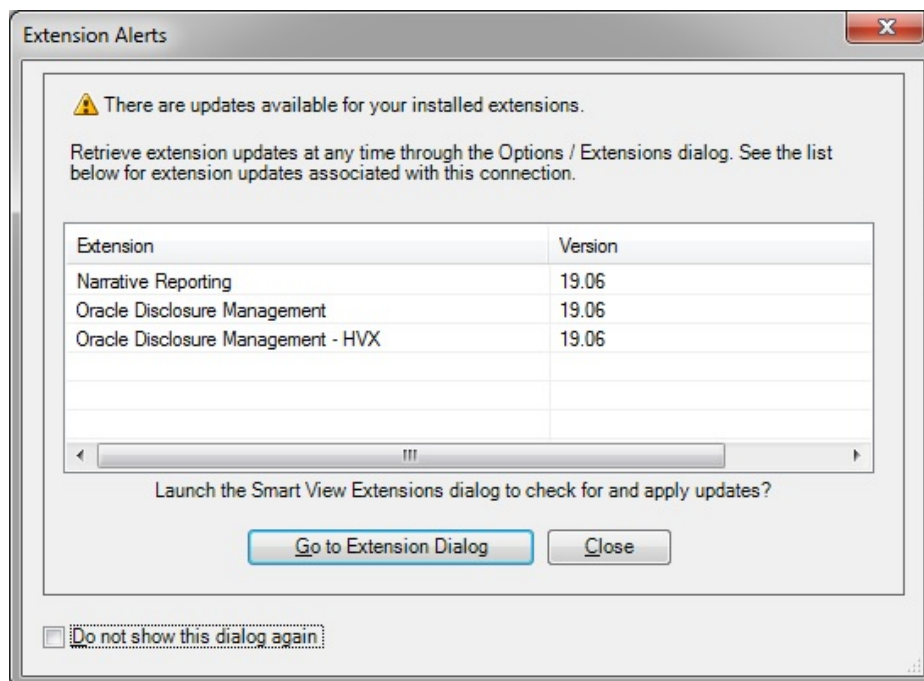 Extension Alerts
There are updates available for your installed extensions.
Retrieve extension updates at any time through the Options / Extensions dialog. See the list
below for extension updates associated with this connection.
Extension Version
Narrative Reporting 19.06
Oracle Disclosure Management 19.06
Oracle Disclosure Management - HVX 19.06
Launch the Smart View Extensions dialog to check for and apply updates?
Go to Extension Dialog Close
Do not show this dialog again